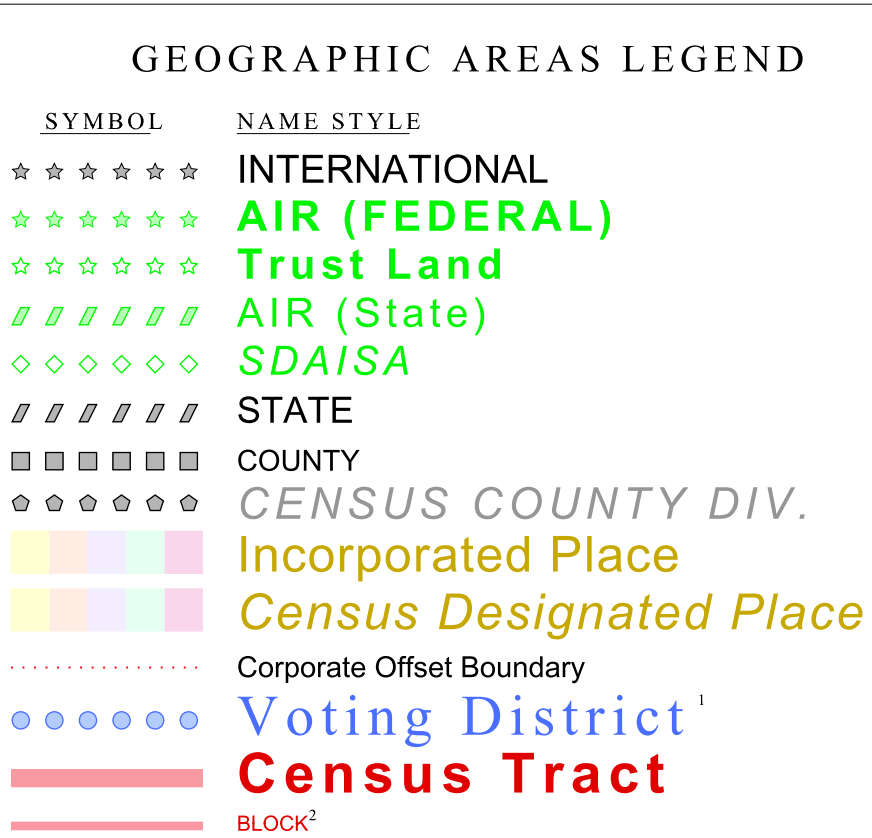 GEOGRAPHIC AREAS LEGEND
SYMBOL NAME STYLE
INTERNATIONAL
AIR (FEDERAL)
Trust Land
AIR (State)
SDAISA
STATE
COUNTY
CENSUS COUNTY DIV.
Incorporated Place
Census Designated Place
Corporate Offset Boundary
Voting District ¹
Census Tract
BLOCK²